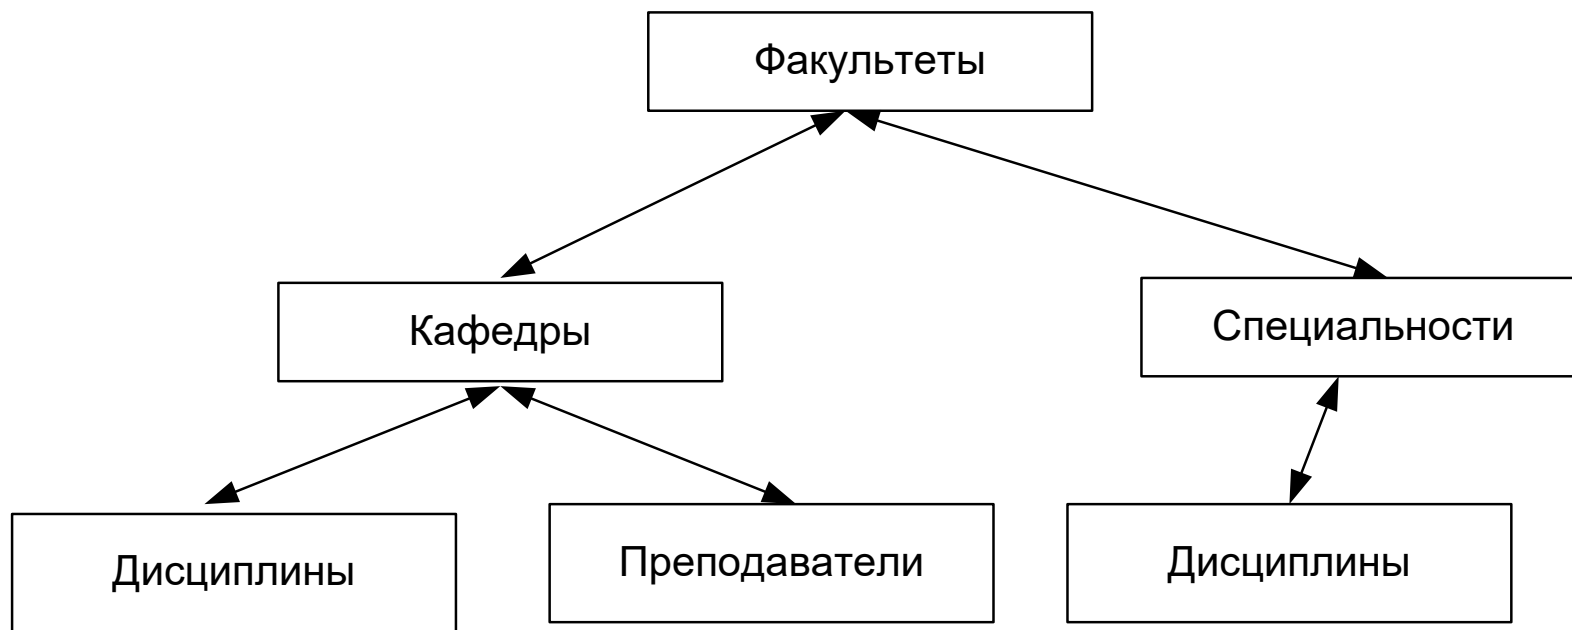 Факультеты
Кафедры
Специальности
Дисциплины
Преподаватели
Дисциплины